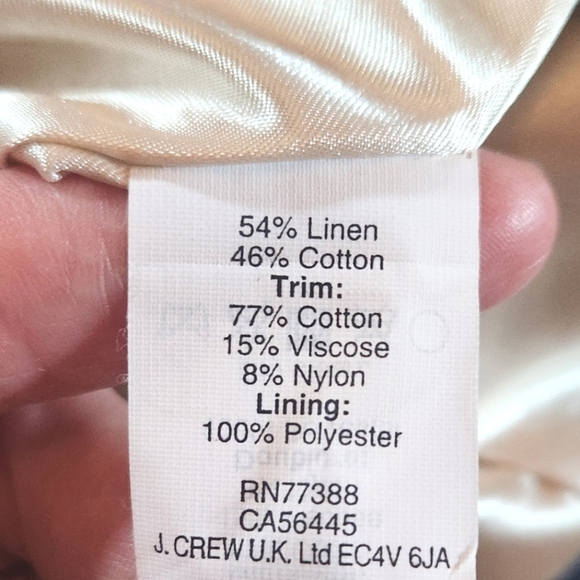 54% Linen
46% Cotton
Trim:
77% Cotton
15% Viscose
8% Nylon
Lining:
100% Polyester
RN77388
CA56445
J. CREW U.K. Ltd EC4V 6JA